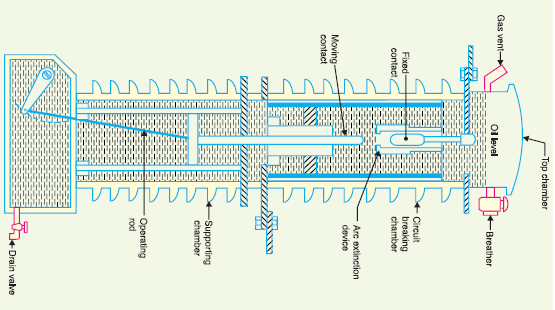 Gas vent
Top chamber
Oil level
Fixed
contact
Moving
contact
Breather
Circuit
breaking
chamber
Arc extinction
device
Supporting
chamber
Operating
rod
Drain valve